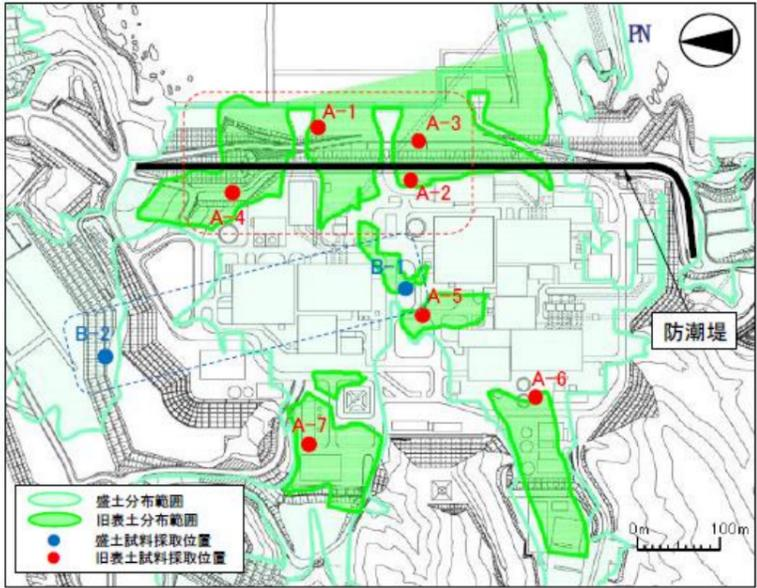 PN
A-1
A-3
A-2
A-4
B-1
A-5
B-2
防潮堤
A-6
A-7
盛土分布範囲
旧表土分布範囲
盛土試料採取位置
旧表土試料採取位置
0m 100m